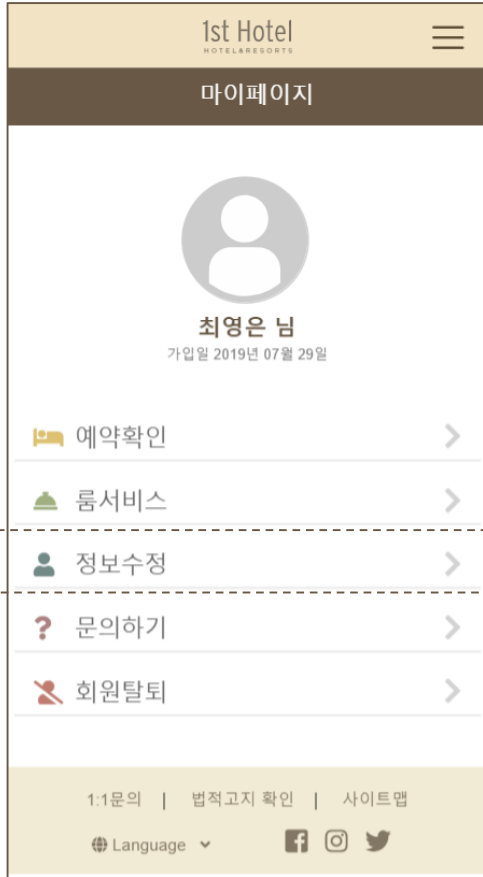 1st Hotel
HOTEL&RESORTS
마이페이지
최영은 님
가입일 2019년 07월 29일
예약확인
룸서비스
정보수정
문의하기
회원탈퇴
1:1문의 | 법적고지 확인 | 사이트맵
Language